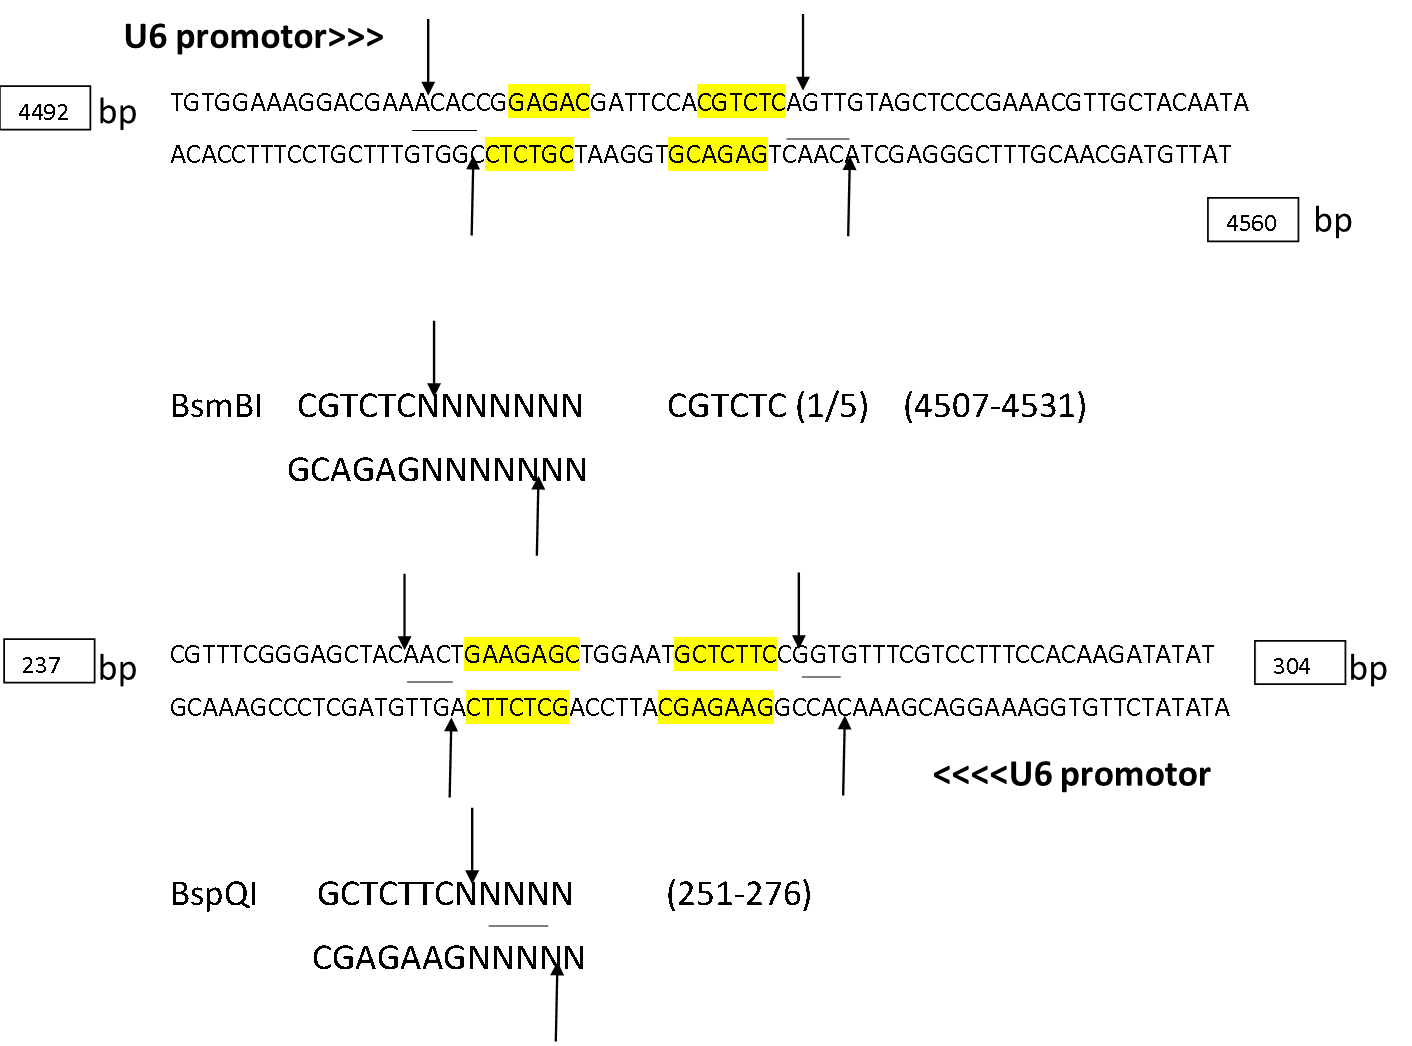 U6 promotor>>>
4492 bp TGTGGAAAGGACGAAACACCGGAGACGATTCCACGTCTCAGTTGTAGCTCCCGAAACGTTGCTACAATA
ACACCTTTCCTGCTTTGTGGCCTCTGCTAAGGTGCAGAGTCAACATCGAGGGCTTTGCAACGATGTTAT
4560 bp
BsmBI CGTCTCNNNNNNN CGTCTC (1/5) (4507-4531)
GCAGAGNNNNNNN
237 bp CGTTTCGGGAGCTACAACTGAAGAGCTGGAATGCTCTTCCGGTGTTTCGTCCTTTCCACAAGATATAT 304 bp
GCAAAGCCCTCGATGTTGACTTCTCGACCTTACGAGAAGGCCACAAAGCAGGAAAGGTGTTCTATATA
<<<<U6 promotor
BspQI GCTCTTCNNNNN (251-276)
CGAGAAGNNNNN